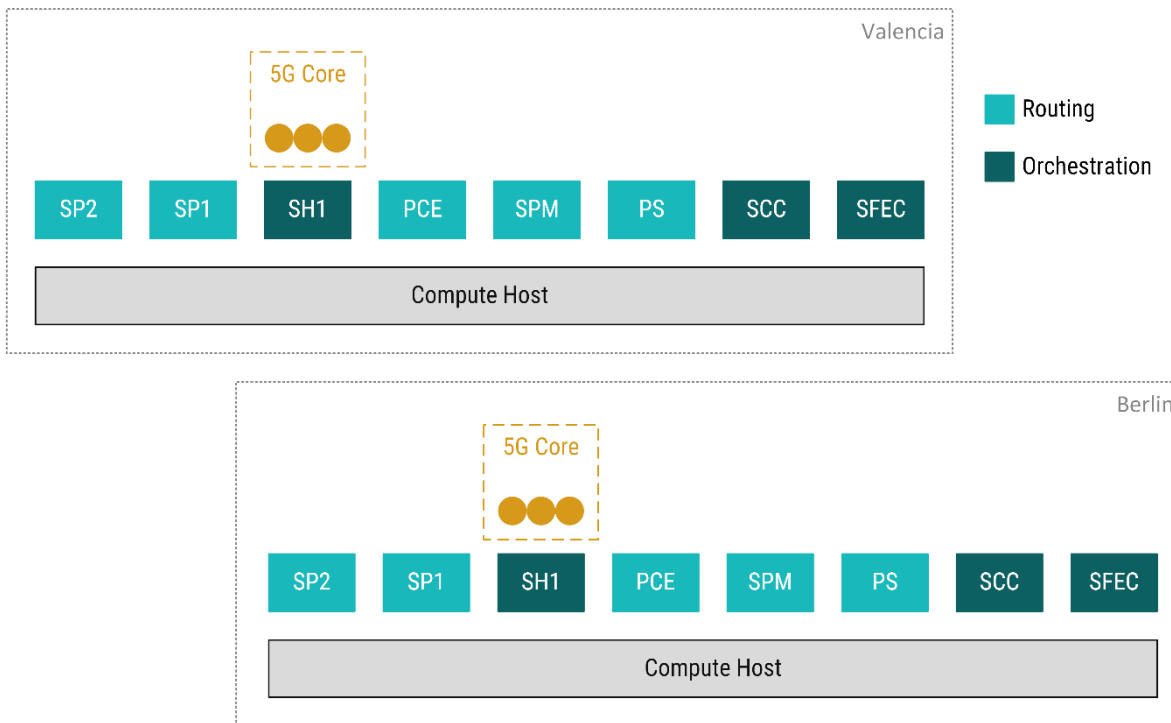 Valencia
5G Core
Routing
Orchestration
SP2 SP1 SH1 PCE SPM PS SCC SFEC
Compute Host
Berlin
5G Core
SP2 SP1 SH1 PCE SPM PS SCC SFEC
Compute Host